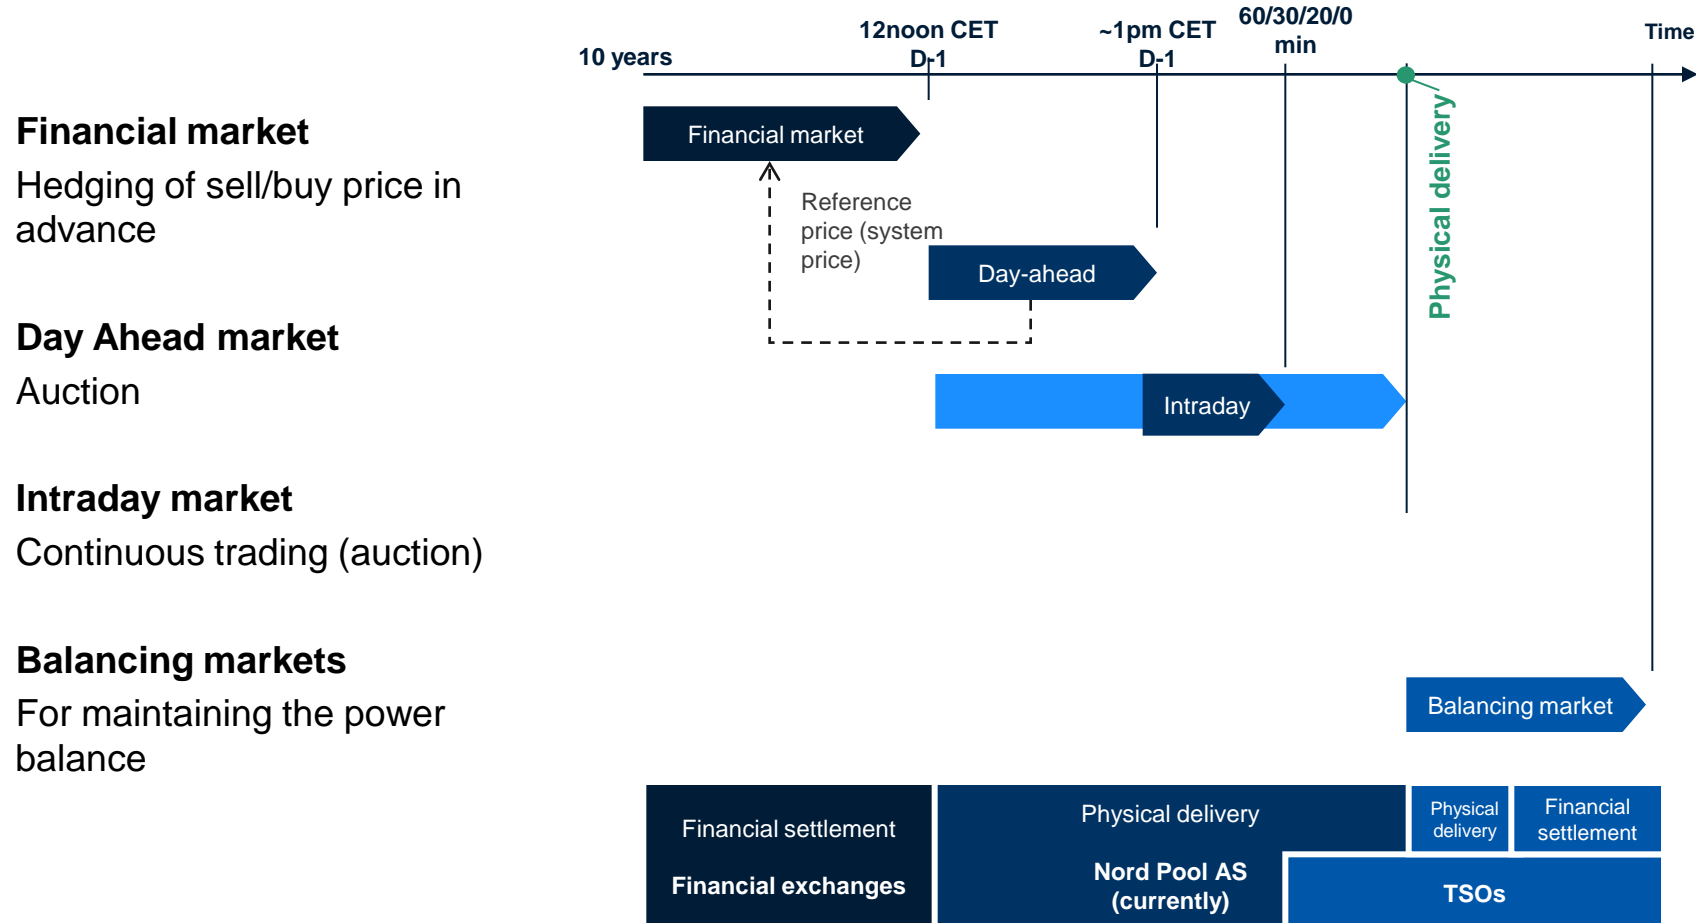 10 years
12noon CET
D-1
~1pm CET
D-1
60/30/20/0
min
Time
Financial market
Hedging of sell/buy price in
advance
Day Ahead market
Auction
Intraday market
Continuous trading (auction)
Balancing markets
For maintaining the power
balance
Financial market
Reference
price (system
price)
Day-ahead
Physical delivery
Intraday
Balancing market
Financial settlement
Financial exchanges
Physical delivery
Nord Pool AS
(currently)
Physical
delivery
Financial
settlement
TSOs